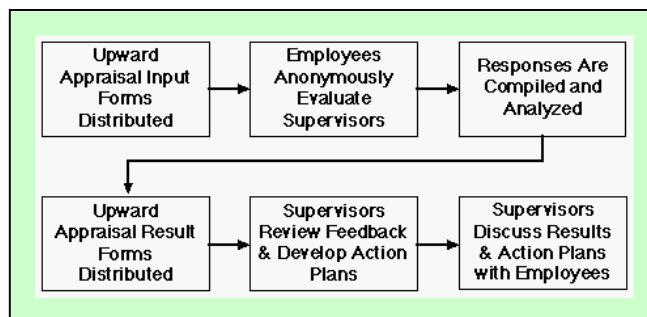 Upward
Appraisal Input
Forms
Distributed
Employees
Anonymously
Evaluate
Supervisors
Responses Are
Compiled and
Analyzed
Upward
Appraisal Result
Forms
Distributed
Supervisors
Review Feedback
& Develop Action
Plans
Supervisors
Discuss Results
& Action Plans
with Employees